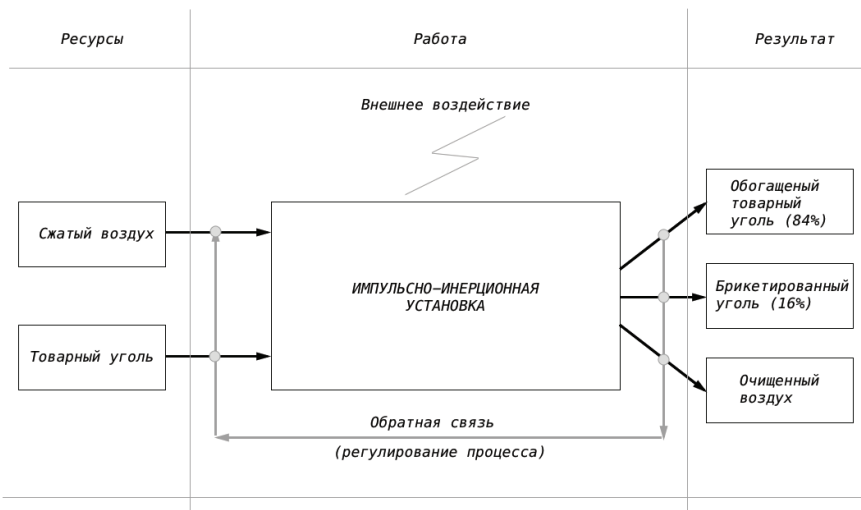 Ресурсы
Работа
Результат
Внешнее воздействие
Сжатый воздух
Товарный уголь
ИМПУЛЬСНО-ИНЕРЦИОННАЯ
УСТАНОВКА
Обогащеный
товарный
уголь (84%)
Брикетированный
уголь (16%)
Очищенный
воздух
Обратная связь
(регулирование процесса)